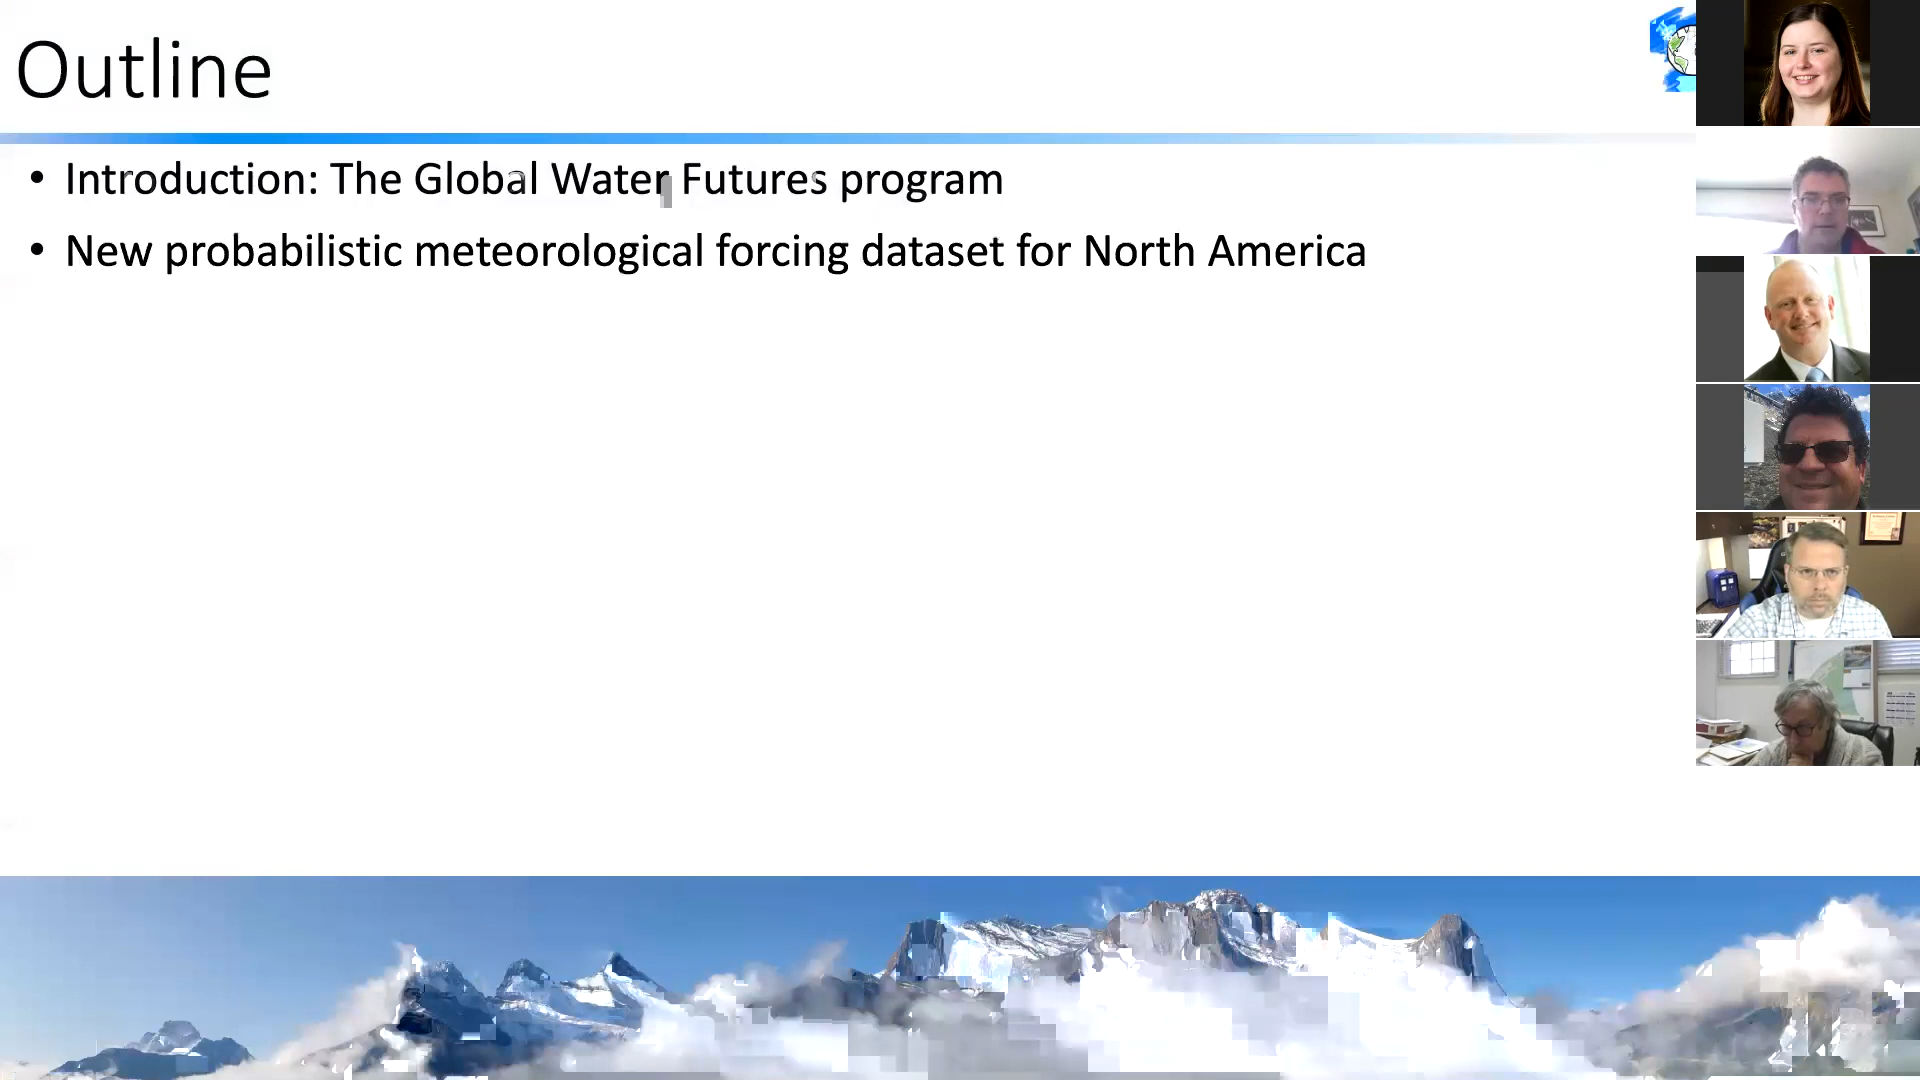 Outline
• Introduction: The Global Water Futures program
• New probabilistic meteorological forcing dataset for North America